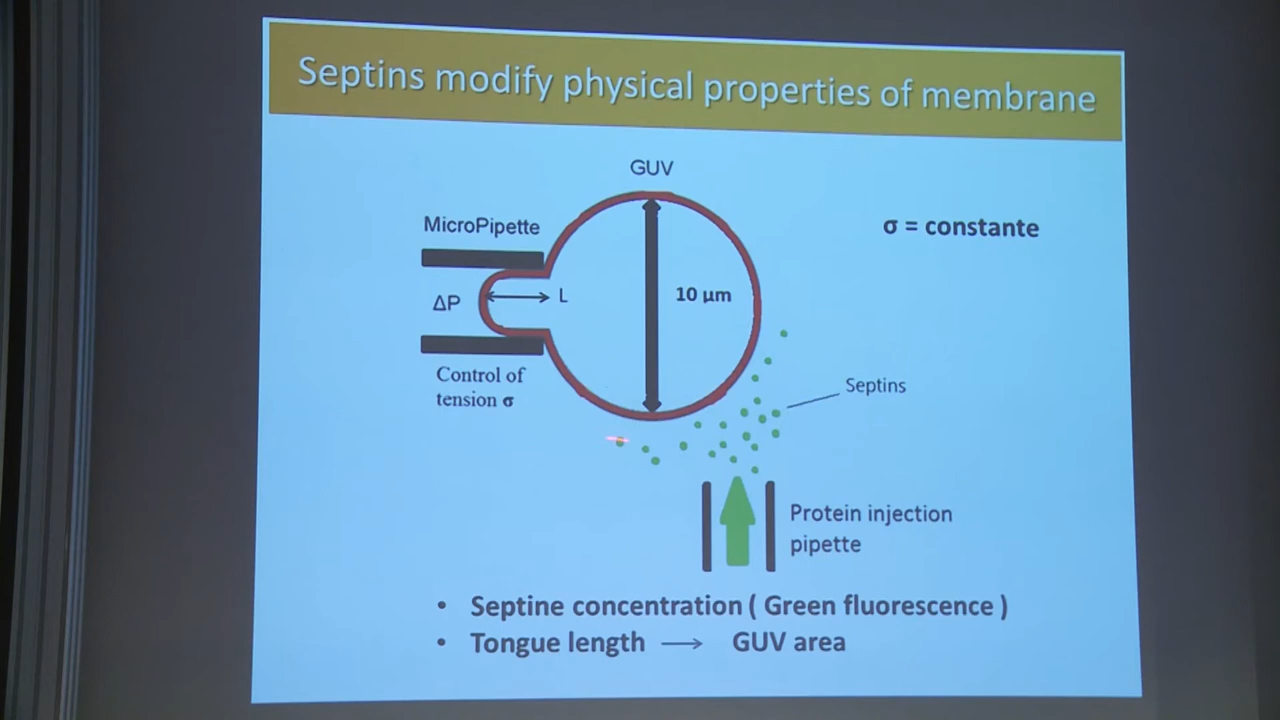 Septins modify physical properties of membrane
GUV
MicroPipette
σ = constante
ΔP
L
10 μm
Control of
tension σ
Septins
Protein injection
pipette
• Septine concentration ( Green fluorescence )
• Tongue length → GUV area